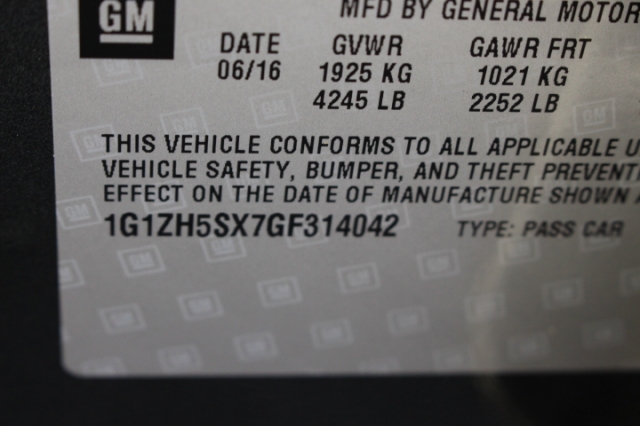 GM
MFD BY GENERAL MOTOR
DATE GVWR GAWR FRT
06/16 1925 KG 1021 KG
4245 LB 2252 LB
THIS VEHICLE CONFORMS TO ALL APPLICABLE U
VEHICLE SAFETY, BUMPER, AND THEFT PREVENTI
EFFECT ON THE DATE OF MANUFACTURE SHOWN A
1G1ZH5SX7GF314042 TYPE: PASS CAR